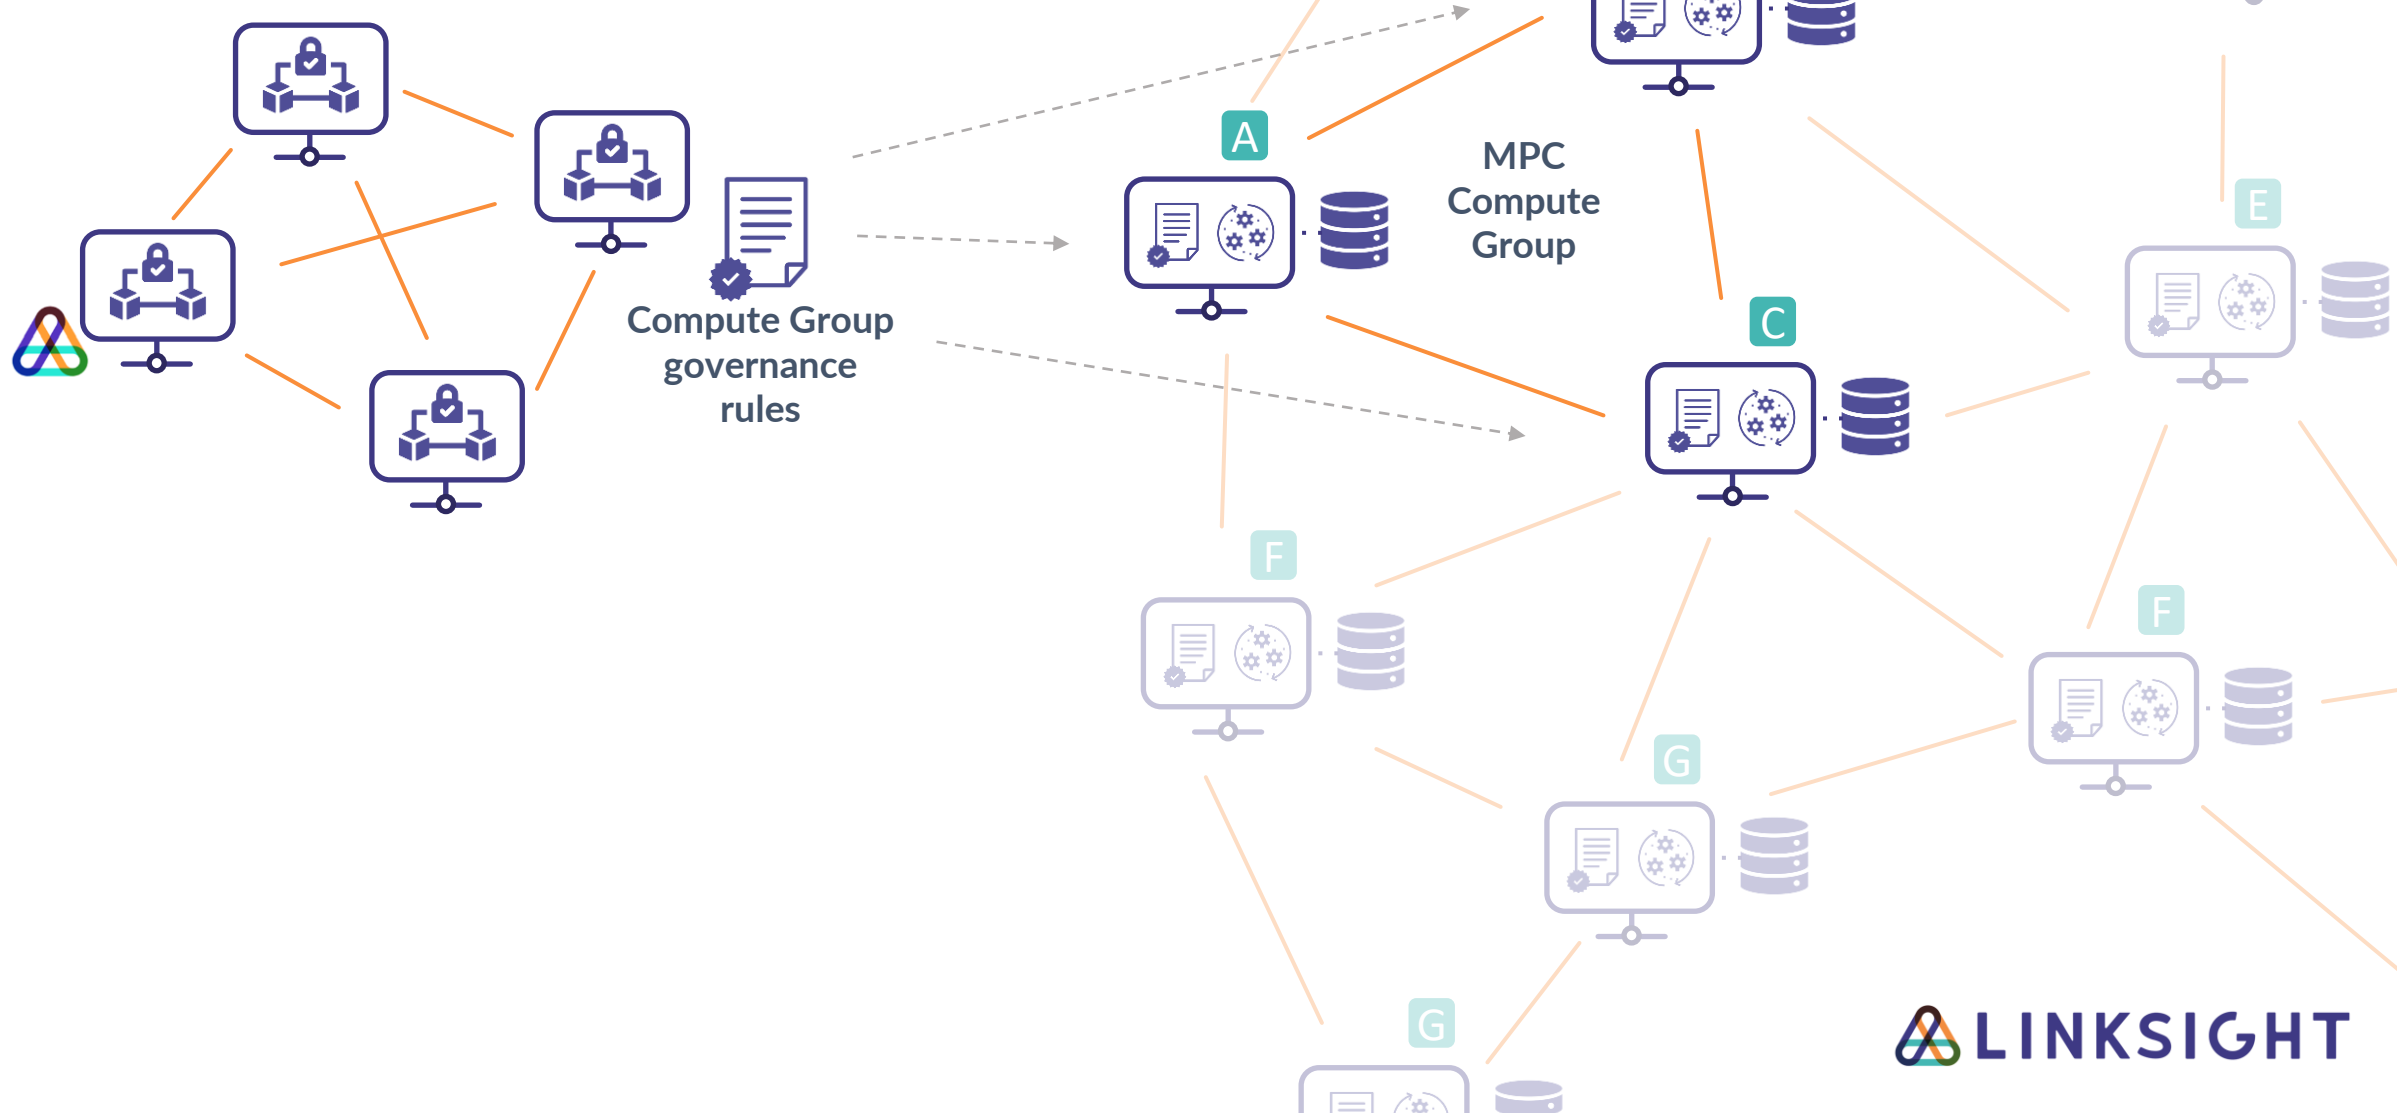 A
MPC
Compute
Group
E
C
Compute Group
governance
rules
F
F
G
G
LINKSIGHT